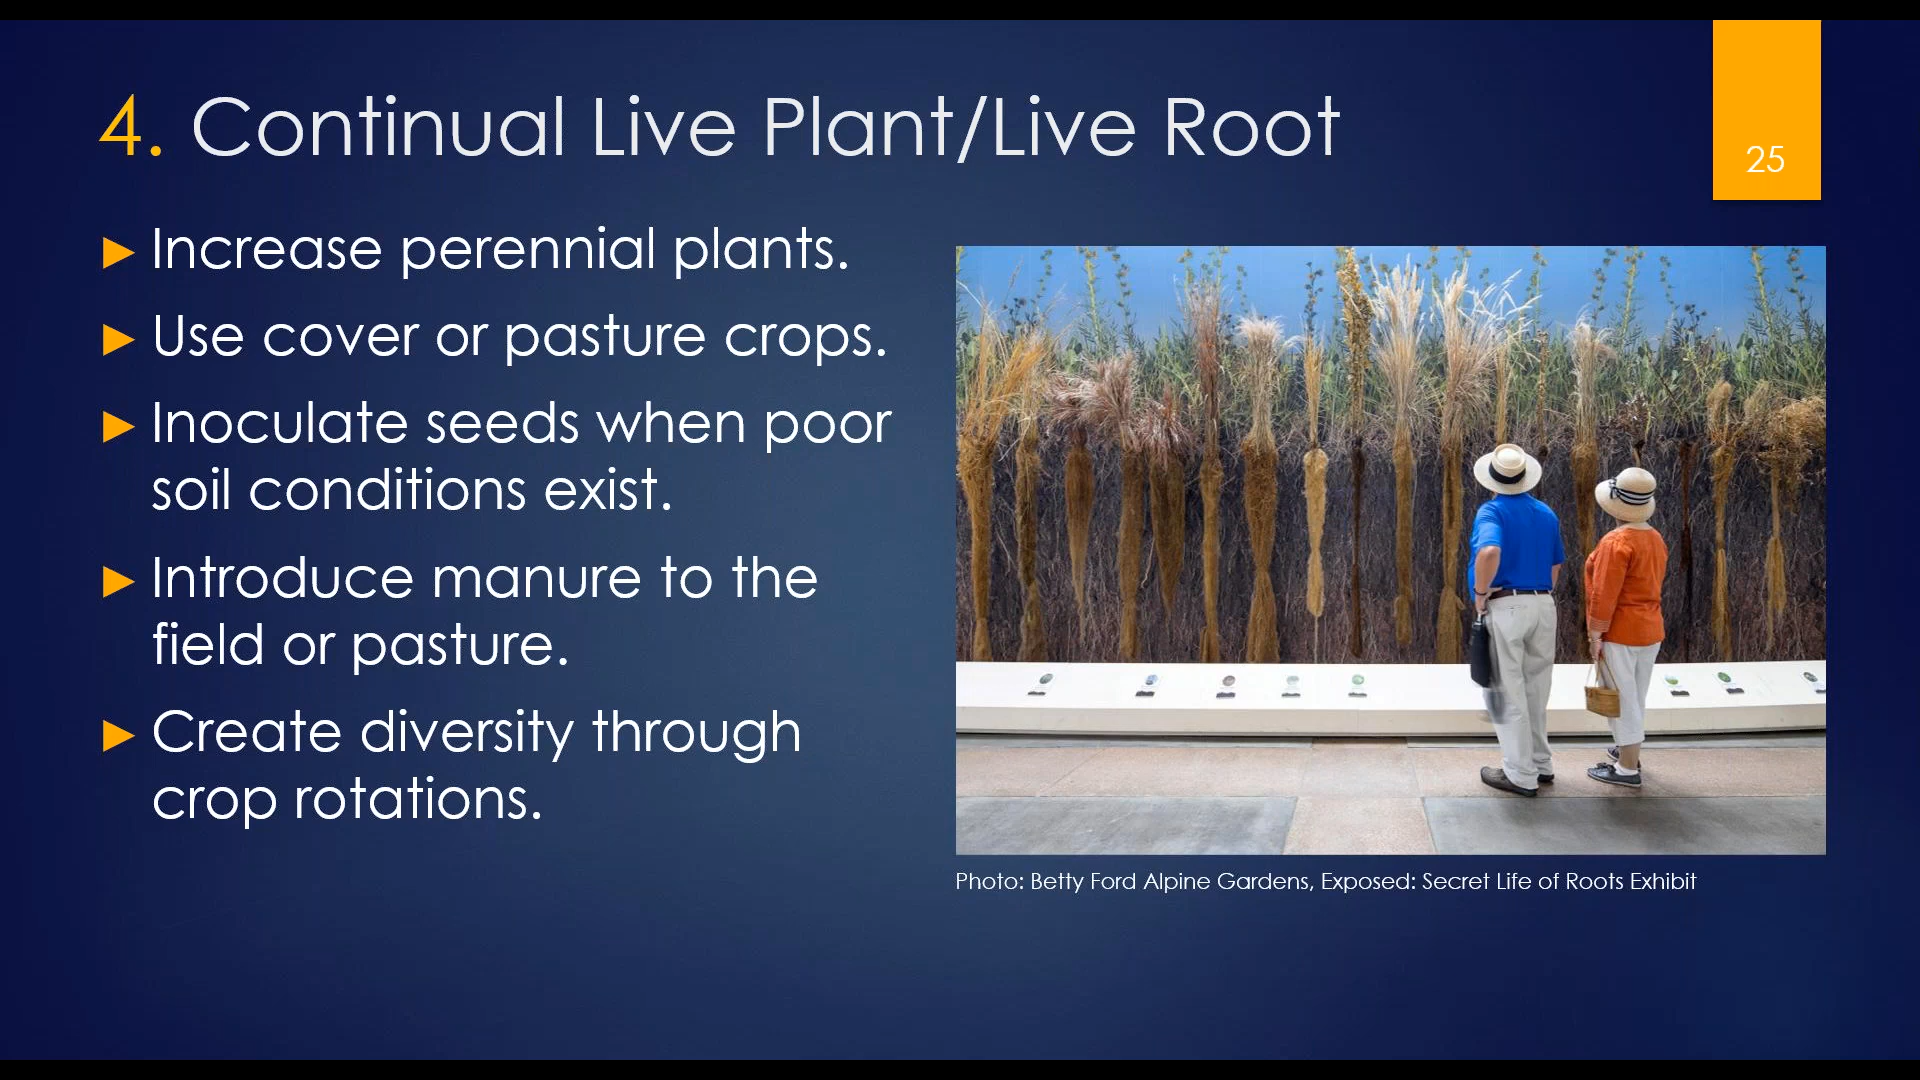 4. Continual Live Plant/Live Root
25
Increase perennial plants.
Use cover or pasture crops.
Inoculate seeds when poor
soil conditions exist.
Introduce manure to the
field or pasture.
Create diversity through
crop rotations.
Photo: Betty Ford Alpine Gardens, Exposed: Secret Life of Roots Exhibit